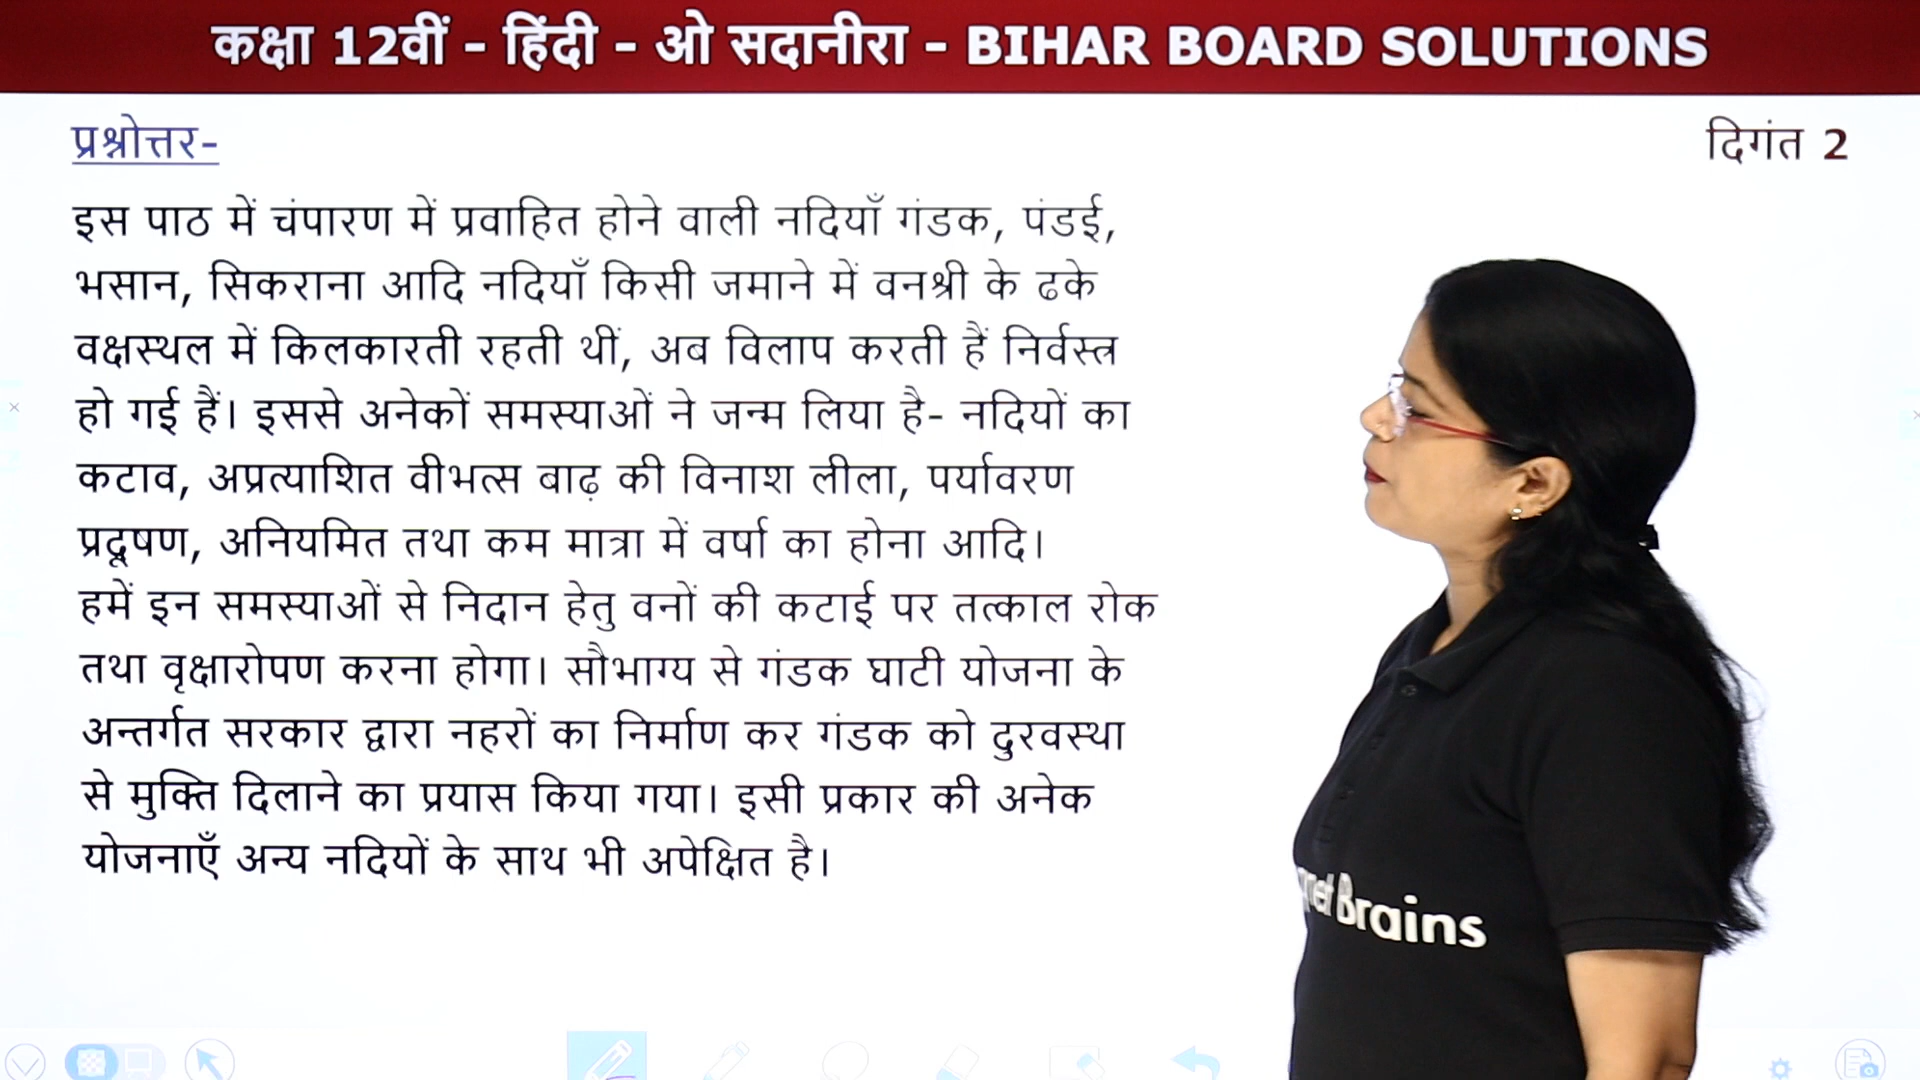 कक्षा 12वीं - हिंदी - ओ सदानीरा - BIHAR BOARD SOLUTIONS
प्रश्नोत्तर-
दिगंत 2
इस पाठ में चंपारण में प्रवाहित होने वाली नदियाँ गंडक, पंडई,
भसान, सिकराना आदि नदियाँ किसी जमाने में वनश्री के ढके
वक्षस्थल में किलकारती रहती थीं, अब विलाप करती हैं निर्वस्त्र
हो गई हैं। इससे अनेकों समस्याओं ने जन्म लिया है- नदियों का
कटाव, अप्रत्याशित वीभत्स बाढ़ की विनाश लीला, पर्यावरण
प्रदूषण, अनियमित तथा कम मात्रा में वर्षा का होना आदि।
हमें इन समस्याओं से निदान हेतु वनों की कटाई पर तत्काल रोक
तथा वृक्षारोपण करना होगा। सौभाग्य से गंडक घाटी योजना के
अन्तर्गत सरकार द्वारा नहरों का निर्माण कर गंडक को दुरवस्था
से मुक्ति दिलाने का प्रयास किया गया। इसी प्रकार की अनेक
योजनाएँ अन्य नदियों के साथ भी अपेक्षित है।
Brains